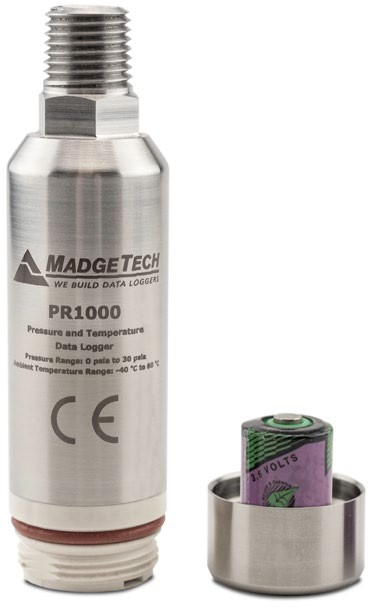 MADGETECH
WE BUILD DATA LOGGERS
PR1000
Pressure and Temperature
Data Logger
Pressure Range: 0 psia to 30 psia
Ambient Temperature Range: -40 °C to 80 °C
CE
3.6 VOLTS